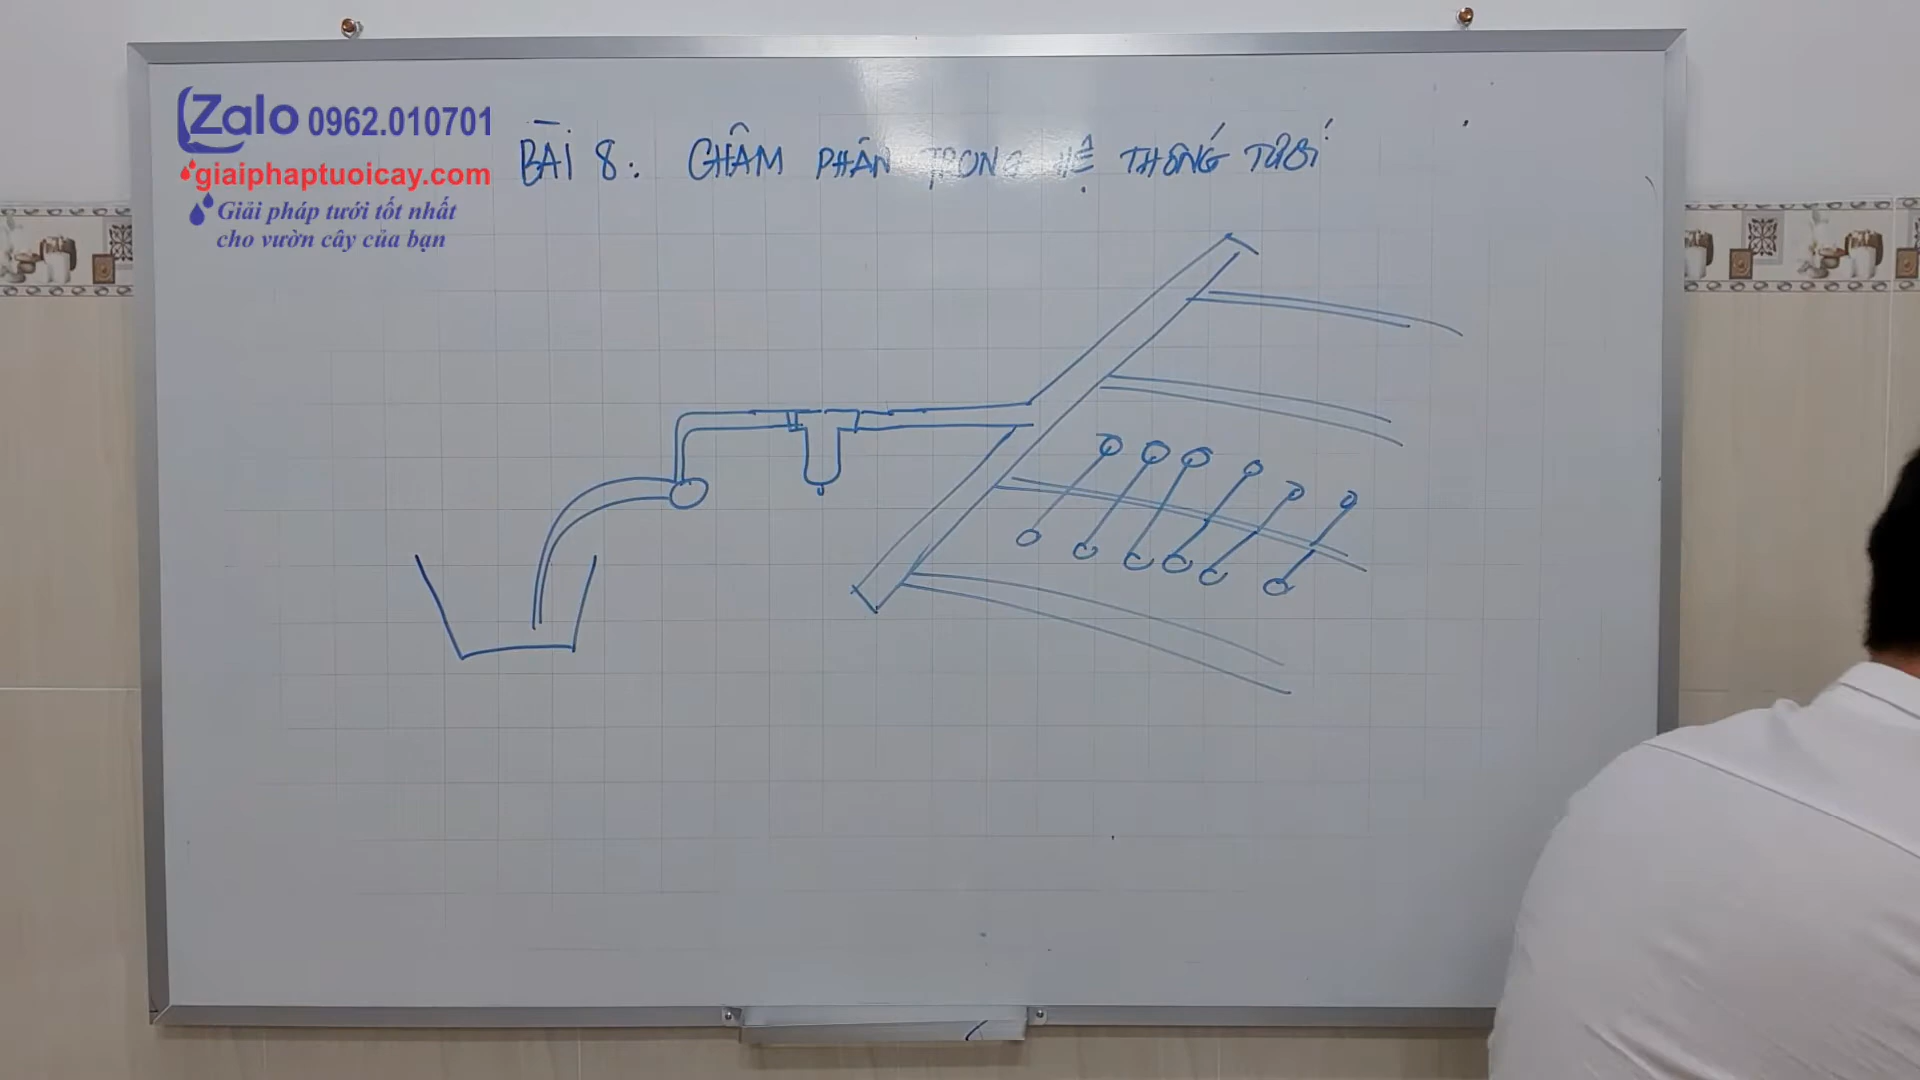 Zalo 0962.010701
giaiphaptuoicay.com
Giải pháp tưới tốt nhất
cho vườn cây của bạn
BÀI 8: CHÂM PHÂN TRONG HỆ THỐNG TƯỚI